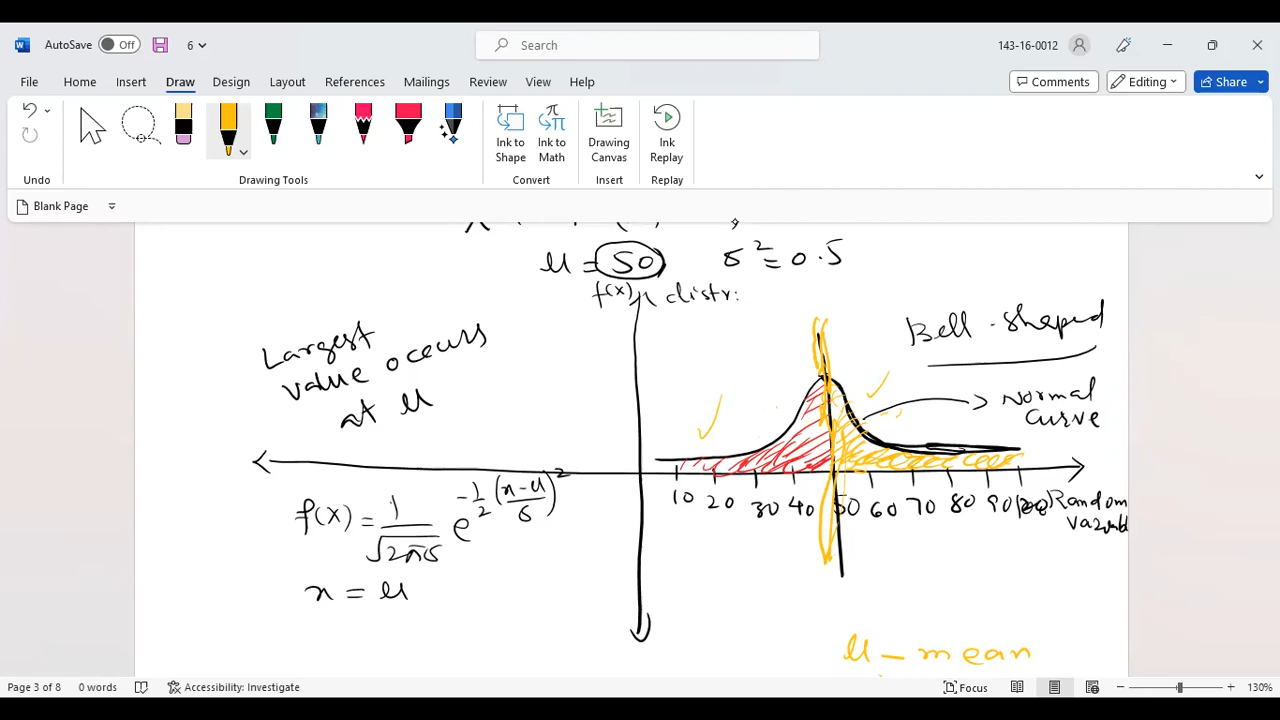 AutoSave Off 6 Search 143-16-0012
File Home Insert Draw Design Layout References Mailings Review View Help Comments Editing Share
Ink to Shape Ink to Math Drawing Canvas Ink Replay
Undo Drawing Tools Convert Insert Replay
Blank Page
μ = 50 σ² = 0.5
f(x) distr:
Largest value occurs at μ
Bell-shaped
Normal Curve
10 20 30 40 50 60 70 80 90 100 Random
f(x) = 1/√2πσ e^-1/2 (x-μ/σ)²
x = μ
μ - mean
Page 3 of 8 0 words Accessibility: Investigate Focus 130%